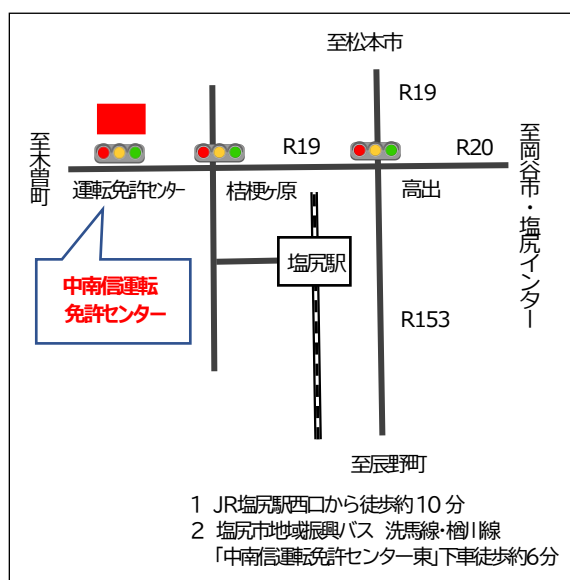 至松本市
R19
至木曽町
R19
R20
至岡谷市・塩尻インター
運転免許センター
桔梗ヶ原
高出
中南信運転
免許センター
塩尻駅
R153
至辰野町
1 JR塩尻駅西口から徒歩約10分
2 塩尻市地域振興バス 洗馬線・楢川線
「中南信運転免許センター東」下車徒歩約6分